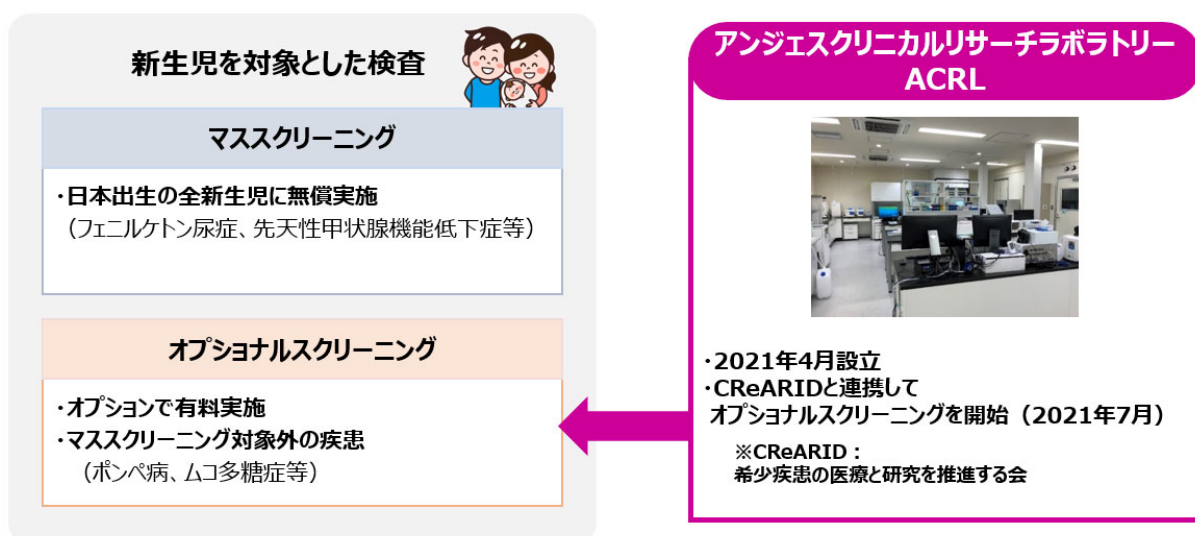 新生児を対象とした検査
マススクリーニング
・日本出生の全新生児に無償実施
（フェニルケトン尿症、先天性甲状腺機能低下症等）
オプショナルスクリーニング
・オプションで有料実施
・マススクリーニング対象外の疾患
（ポンペ病、ムコ多糖症等）
アンジェスクリニカルリサーチラボラトリー
ACRL
・2021年4月設立
・CReARIDと連携して
オプショナルスクリーニングを開始（2021年7月）
※CReARID：
希少疾患の医療と研究を推進する会